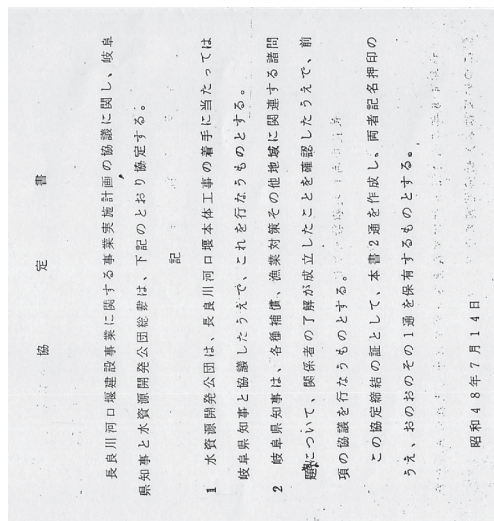 協定書
長良川河口堰建設事業に関する事業実施計画の協議に関し、岐阜
県知事と水資源開発公団総裁は、下記のとおり協定する。
記
1 水資源開発公団は、長良川河口堰本体工事の着手に当たっては
岐阜県知事と協議したうえで、これを行なうものとする。
2 岐阜県知事は、各種補償、漁業対策その他地域に関連する諸問
題について、関係者の了解が成立したことを確認したうえで、前
項の協議を行なうものとする。
この協定締結の証として、本書2通を作成し、両者記名押印の
うえ、おのおのその1通を保有するものとする。
昭和48年7月14日